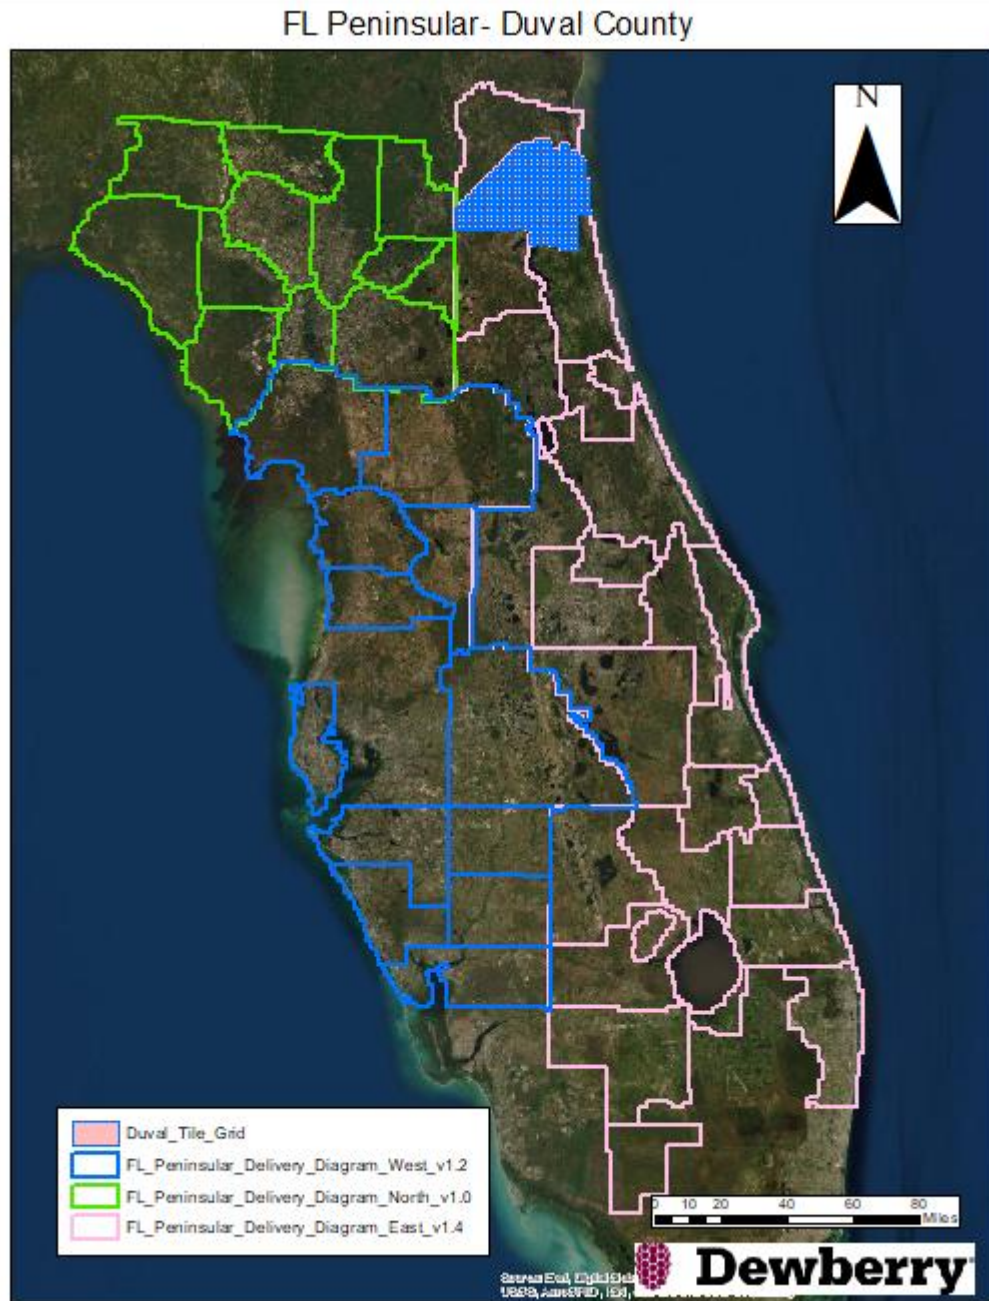 FL Peninsular- Duval County
N
Duval_Tile_Grid
FL_Peninsular_Delivery_Diagram_West_v1.2
FL_Peninsular_Delivery_Diagram_North_v1.0
FL_Peninsular_Delivery_Diagram_East_v1.4
0 10 20 40 60 80
Miles
Dewberry